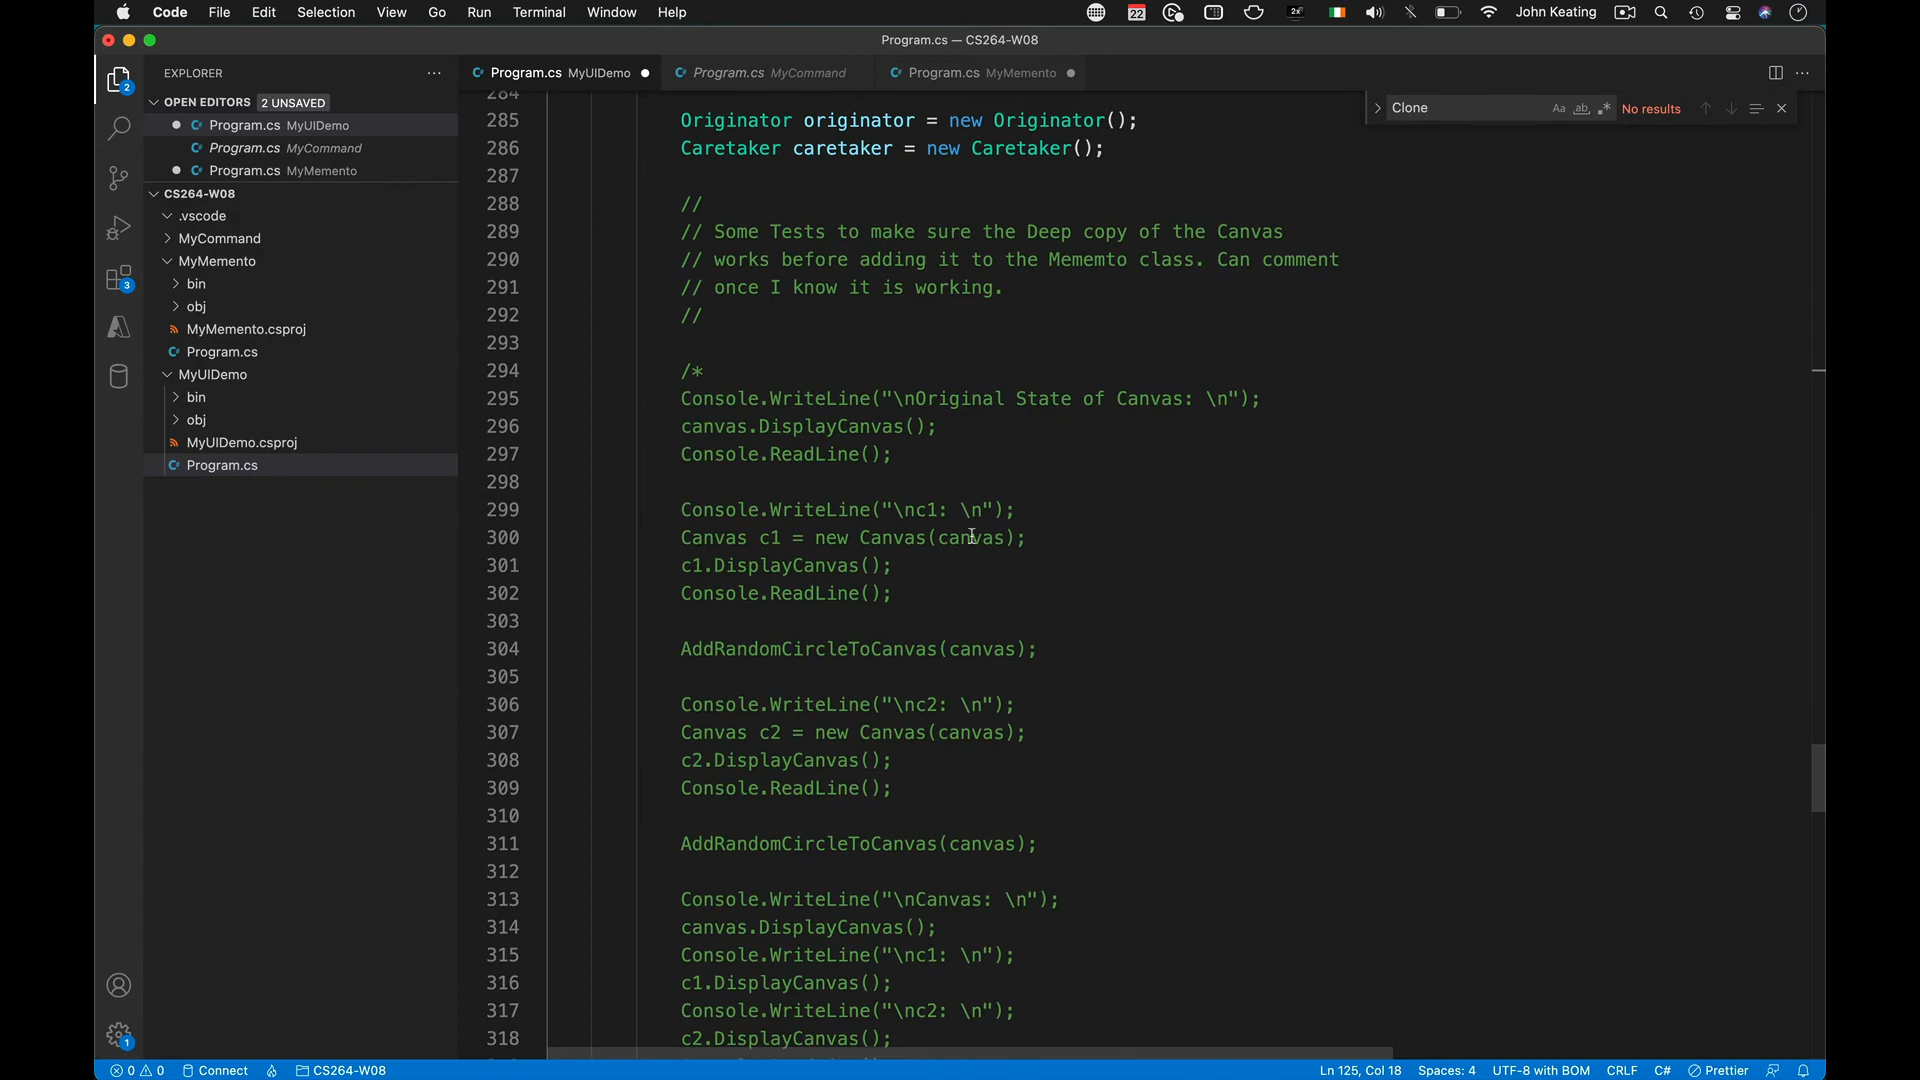 Code File Edit Selection View Go Run Terminal Window Help 22 2x John Keating
Program.cs — CS264-W08
EXPLORER
Program.cs MyUIDemo
Program.cs MyCommand
Program.cs MyMemento
OPEN EDITORS 2 UNSAVED
Program.cs MyUIDemo
Program.cs MyCommand
Program.cs MyMemento
CS264-W08
.vscode
MyCommand
MyMemento
bin
obj
MyMemento.csproj
Program.cs
MyUIDemo
bin
obj
MyUIDemo.csproj
Program.cs
2
3
1
Clone Aa ab .* No results
284
285 Originator originator = new Originator();
286 Caretaker caretaker = new Caretaker();
287
288 //
289 // Some Tests to make sure the Deep copy of the Canvas
290 // works before adding it to the Mememto class. Can comment
291 // once I know it is working.
292 //
293
294 /*
295 Console.WriteLine("\nOriginal State of Canvas: \n");
296 canvas.DisplayCanvas();
297 Console.ReadLine();
298
299 Console.WriteLine("\nc1: \n");
300 Canvas c1 = new Canvas(canvas);
301 c1.DisplayCanvas();
302 Console.ReadLine();
303
304 AddRandomCircleToCanvas(canvas);
305
306 Console.WriteLine("\nc2: \n");
307 Canvas c2 = new Canvas(canvas);
308 c2.DisplayCanvas();
309 Console.ReadLine();
310
311 AddRandomCircleToCanvas(canvas);
312
313 Console.WriteLine("\nCanvas: \n");
314 canvas.DisplayCanvas();
315 Console.WriteLine("\nc1: \n");
316 c1.DisplayCanvas();
317 Console.WriteLine("\nc2: \n");
318 c2.DisplayCanvas();
0 0 Connect CS264-W08 Ln 125, Col 18 Spaces: 4 UTF-8 with BOM CRLF C# Prettier